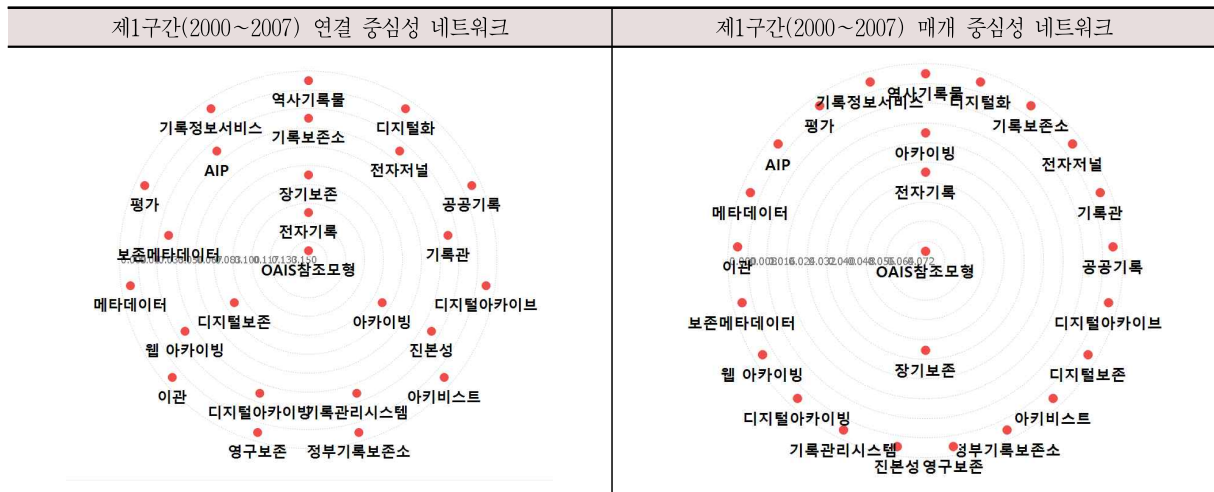 제1구간(2000~2007) 연결 중심성 네트워크
역사기록물
기록정보서비스
디지털화
기록보존소
AIP
전자저널
장기보존
평가
공공기록
전자기록
보존메타데이터
기록관
OAIS참조모형
메타데이터
디지털아카이브
디지털보존
아카이빙
웹 아카이빙
진본성
이관
아키비스트
디지털아카이빙
기록관리시스템
영구보존
정부기록보존소
제1구간(2000~2007) 매개 중심성 네트워크
기록정보서비스
역사기록물
디지털화
평가
기록보존소
AIP
아카이빙
전자저널
전자기록
메타데이터
기록관
이관
OAIS참조모형
공공기록
보존메타데이터
디지털아카이브
웹 아카이빙
장기보존
디지털보존
디지털아카이빙
아키비스트
기록관리시스템
정부기록보존소
진본성
영구보존